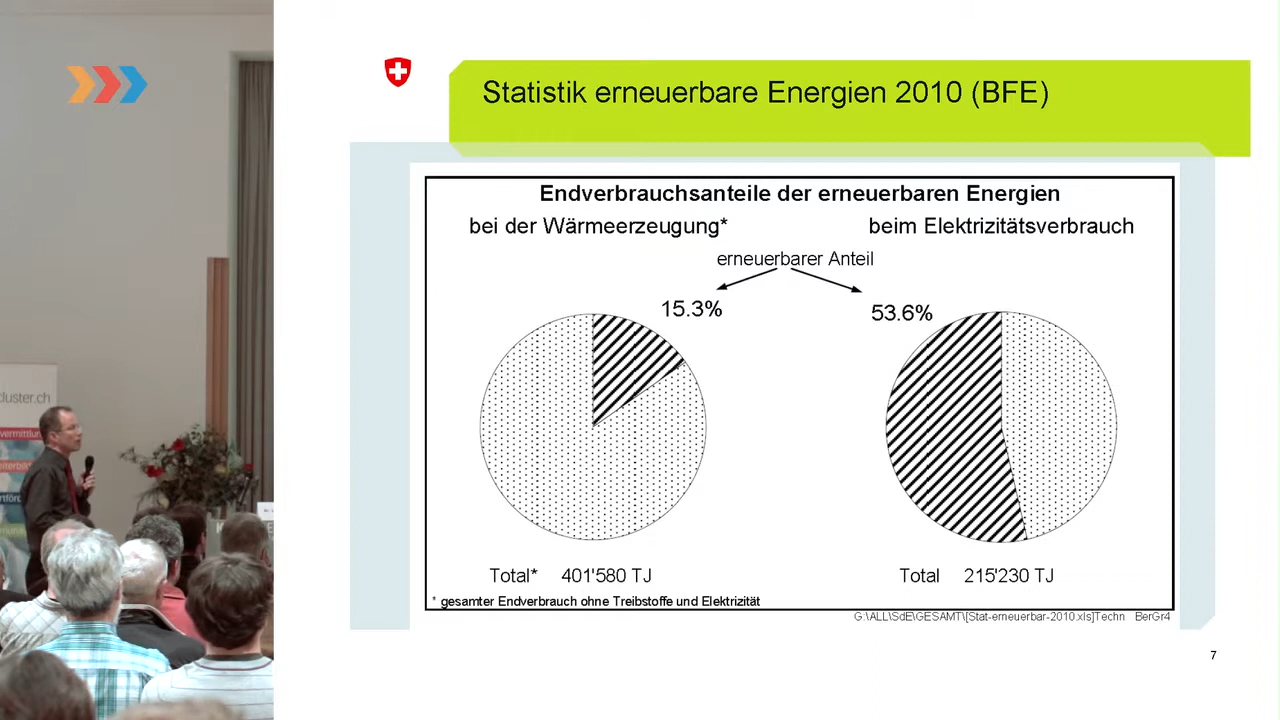 Statistik erneuerbare Energien 2010 (BFE)
Endverbrauchsanteile der erneuerbaren Energien
bei der Wärmeerzeugung*
beim Elektrizitätsverbrauch
erneuerbarer Anteil
15.3%
53.6%
Total* 401'580 TJ
Total 215'230 TJ
* gesamter Endverbrauch ohne Treibstoffe und Elektrizität
G:\ALL\SdE\GESAMT\[Stat-erneuerbar-2010.xls]Techn BerGr4
7
cluster.ch